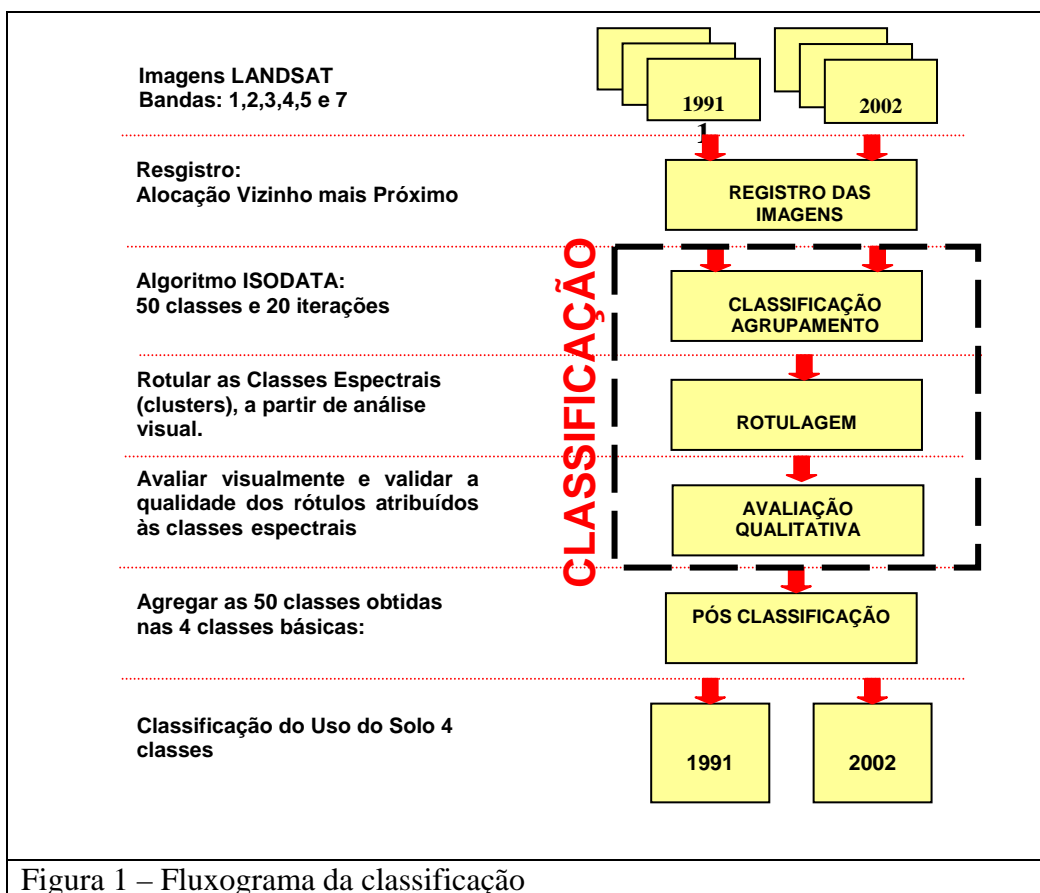 Imagens LANDSAT
Bandas: 1,2,3,4,5 e 7
1991
1
2002
Resgistro:
Alocação Vizinho mais Próximo
REGISTRO DAS
IMAGENS
CLASSIFICAÇÃO
Algoritmo ISODATA:
50 classes e 20 iterações
CLASSIFICAÇÃO
AGRUPAMENTO
Rotular as Classes Espectrais
(clusters), a partir de análise
visual.
ROTULAGEM
Avaliar visualmente e validar a
qualidade dos rótulos atribuídos
às classes espectrais
AVALIAÇÃO
QUALITATIVA
Agregar as 50 classes obtidas
nas 4 classes básicas:
PÓS CLASSIFICAÇÃO
Classificação do Uso do Solo 4
classes
1991
2002
Figura 1 – Fluxograma da classificação